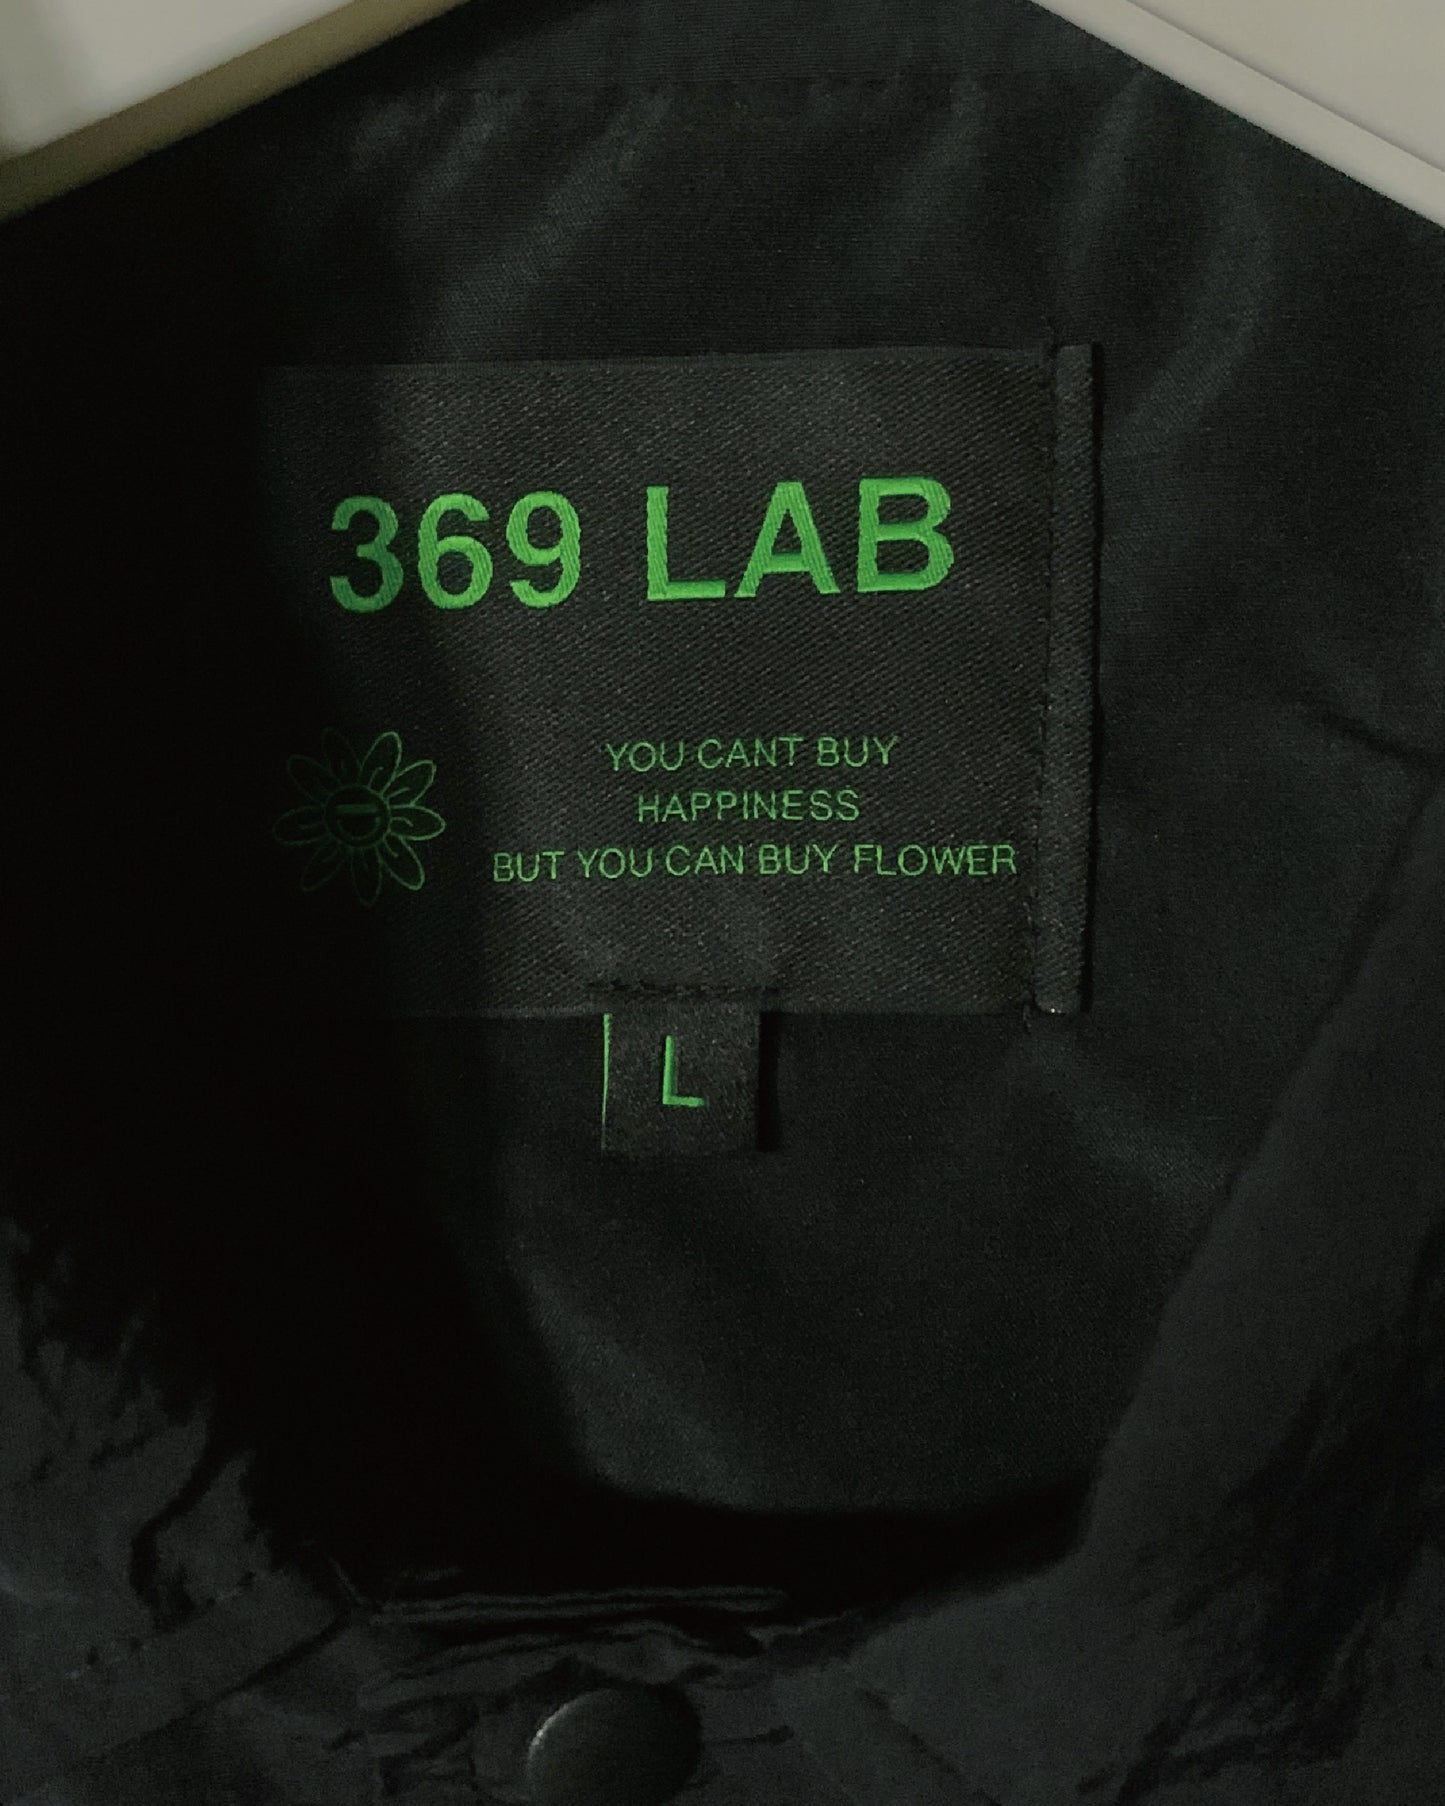 369 LAB
YOU CANT BUY
HAPPINESS
BUT YOU CAN BUY FLOWER
L